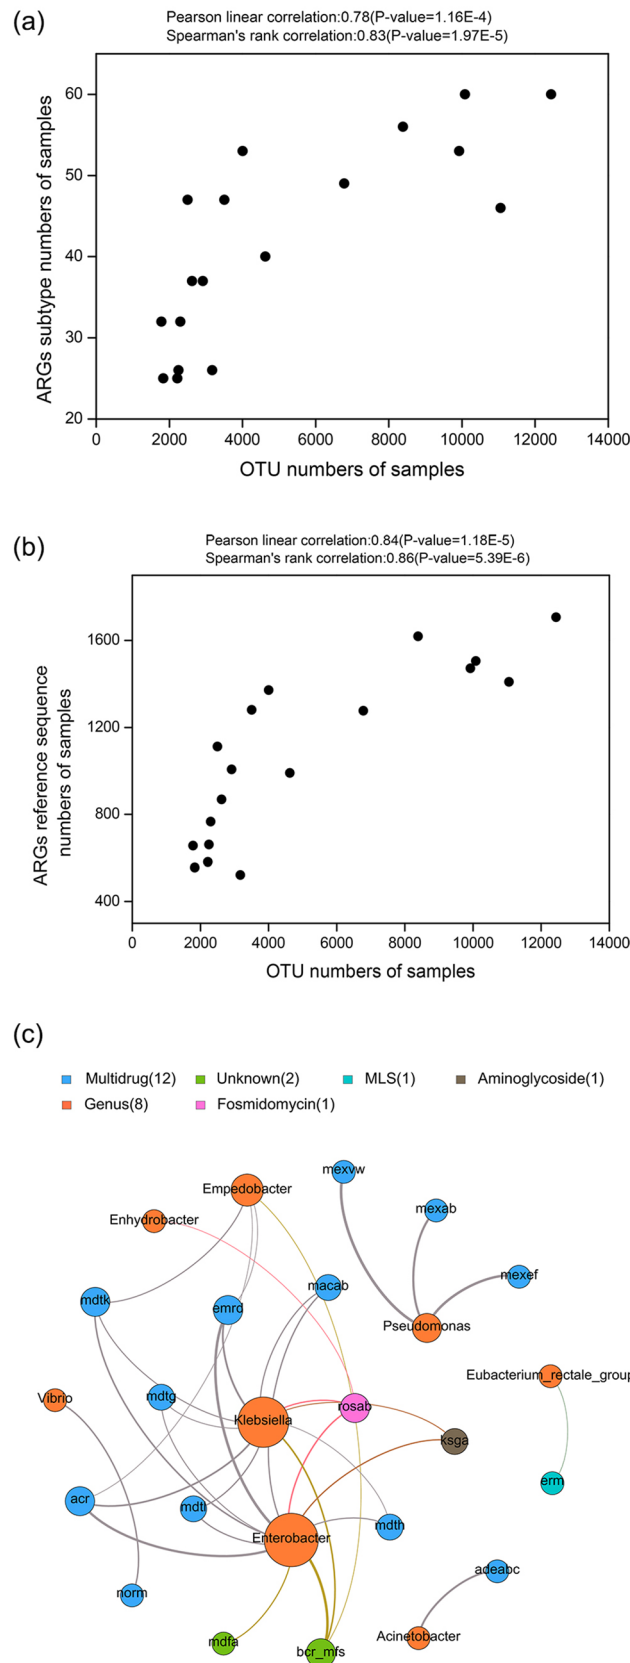 (a)
Pearson linear correlation:0.78(P-value=1.16E-4)
Spearman's rank correlation:0.83(P-value=1.97E-5)
60
50
40
30
20
ARGs subtype numbers of samples
0 2000 4000 6000 8000 10000 12000 14000
OTU numbers of samples
(b)
Pearson linear correlation:0.84(P-value=1.18E-5)
Spearman's rank correlation:0.86(P-value=5.39E-6)
1600
1200
800
400
ARGs reference sequence
numbers of samples
0 2000 4000 6000 8000 10000 12000 14000
OTU numbers of samples
(c)
Multidrug(12) Unknown(2) MLS(1) Aminoglycoside(1)
Genus(8) Fosmidomycin(1)
mexvw
Empedobacter
mexab
Enhydrobacter
mexef
macab
mdtk
emrd
Pseudomonas
Eubacterium_rectale_group
Vibrio
mdtg
rosab
Klebsiella
ksga
erm
acr
mdtl
mdth
Enterobacter
adeabc
norm
Acinetobacter
mdfa
bcr_mfs